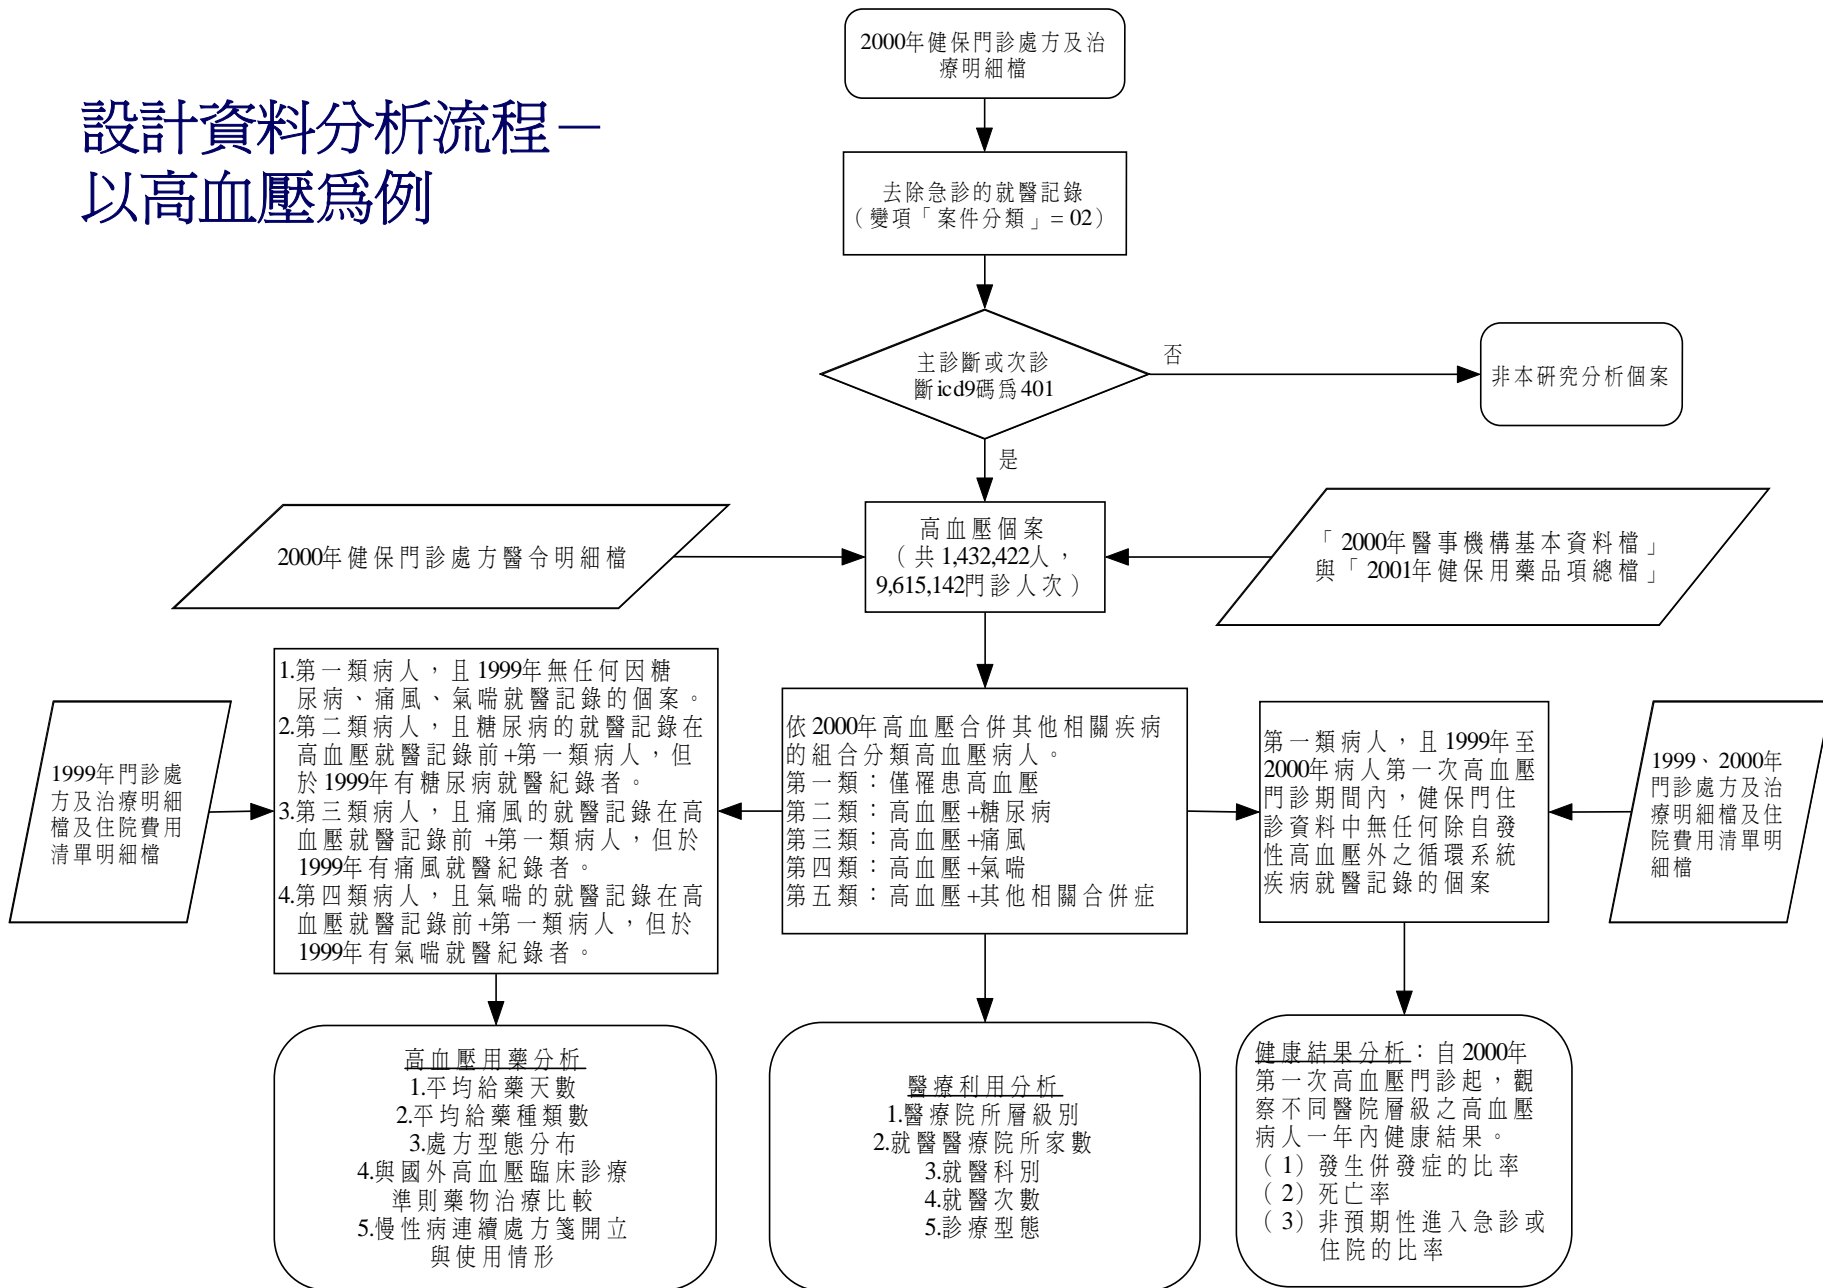 設計資料分析流程－
以高血壓為例
2000年健保門診處方及治
療明細檔
去除急診的就醫記錄
（變項「案件分類」= 02）
主診斷或次診
斷icd9碼為401
否
非本研究分析個案
是
2000年健保門診處方醫令明細檔
高血壓個案
（共1,432,422人，
9,615,142門診人次）
「2000年醫事機構基本資料檔」
與「2001年健保用藥品項總檔」
1999年門診處
方及治療明細
檔及住院費用
清單明細檔
1.第一類病人，且1999年無任何因糖
尿病、痛風、氣喘就醫記錄的個案。
2.第二類病人，且糖尿病的就醫記錄在
高血壓就醫記錄前+第一類病人，但
於1999年有糖尿病就醫紀錄者。
3.第三類病人，且痛風的就醫記錄在高
血壓就醫記錄前+第一類病人，但於
1999年有痛風就醫紀錄者。
4.第四類病人，且氣喘的就醫記錄在高
血壓就醫記錄前+第一類病人，但於
1999年有氣喘就醫紀錄者。
依2000年高血壓合併其他相關疾病
的組合分類高血壓病人。
第一類：僅罹患高血壓
第二類：高血壓+糖尿病
第三類：高血壓+痛風
第四類：高血壓+氣喘
第五類：高血壓+其他相關合併症
第一類病人，且1999年至
2000年病人第一次高血壓
門診期間內，健保門住
診資料中無任何除自發
性高血壓外之循環系統
疾病就醫記錄的個案
1999、2000年
門診處方及治
療明細檔及住
院費用清單明
細檔
高血壓用藥分析
1.平均給藥天數
2.平均給藥種類數
3.處方型態分布
4.與國外高血壓臨床診療
準則藥物治療比較
5.慢性病連續處方箋開立
與使用情形
醫療利用分析
1.醫療院所層級別
2.就醫醫療院所家數
3.就醫科別
4.就醫次數
5.診療型態
健康結果分析：自2000年
第一次高血壓門診起，觀
察不同醫院層級之高血壓
病人一年內健康結果。
（1）發生併發症的比率
（2）死亡率
（3）非預期性進入急診或
住院的比率